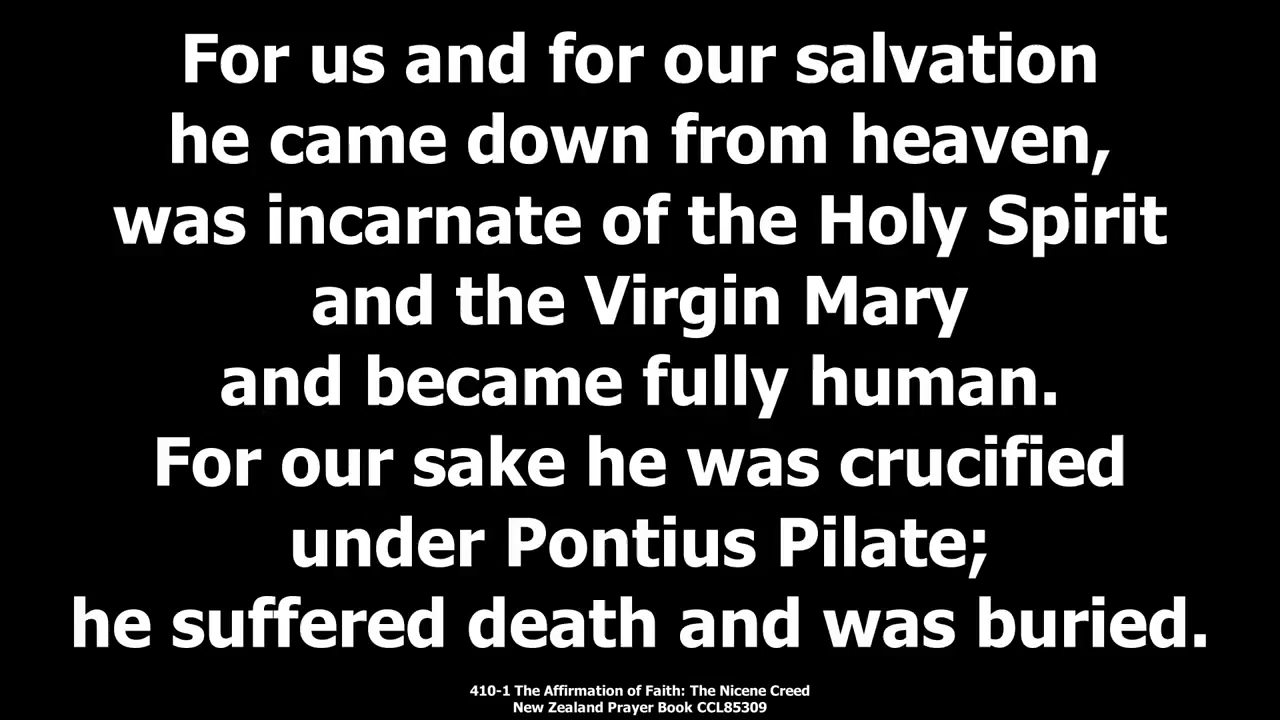 For us and for our salvation
he came down from heaven,
was incarnate of the Holy Spirit
and the Virgin Mary
and became fully human.
For our sake he was crucified
under Pontius Pilate;
he suffered death and was buried.
410-1 The Affirmation of Faith: The Nicene Creed
New Zealand Prayer Book CCL85309